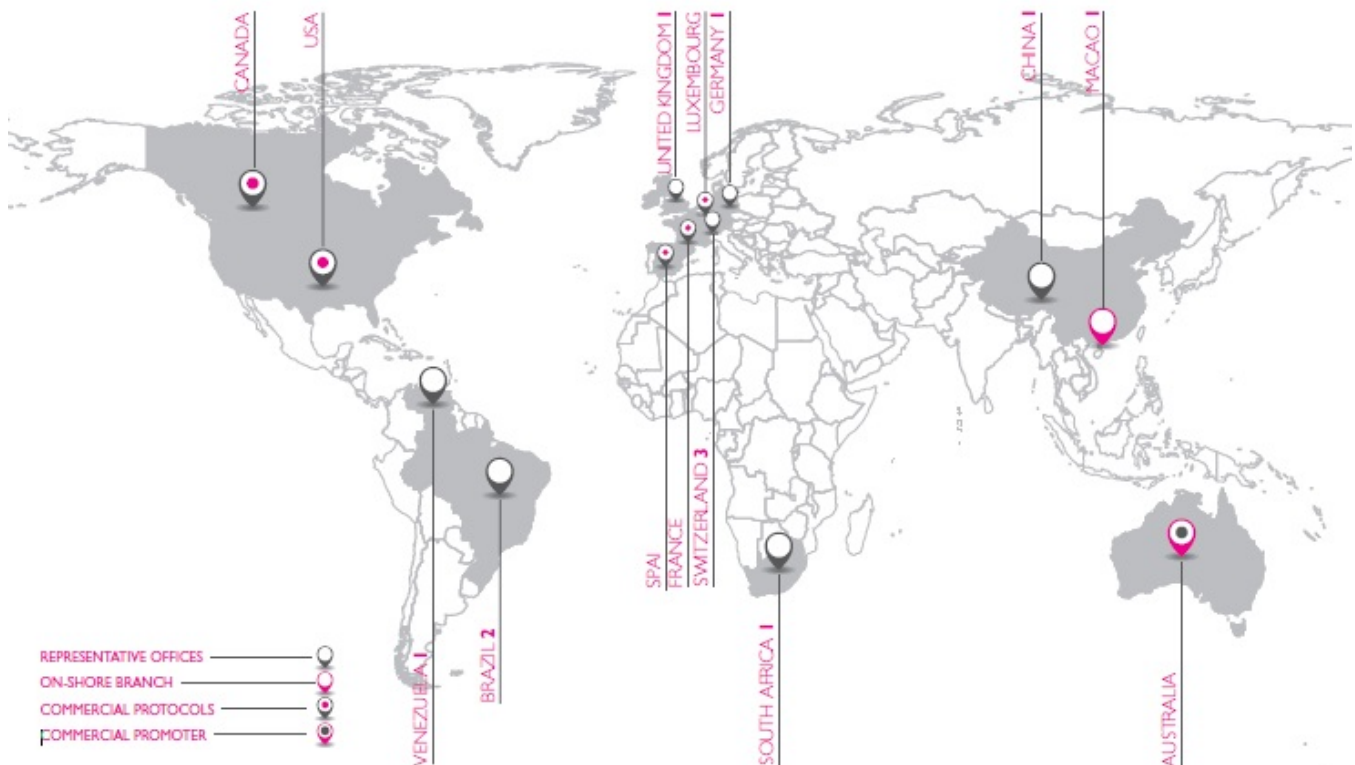 CANADA
USA
UNITED KINGDOM 1
LUXEMBOURG
GERMANY 1
CHINA 1
MACAO 1
SPAI
FRANCE
SWITZERLAND 3
VENEZUELA 1
BRAZIL 2
SOUTH AFRICA 1
AUSTRALIA
REPRESENTATIVE OFFICES
ON-SHORE BRANCH
COMMERCIAL PROTOCOLS
COMMERCIAL PROMOTER